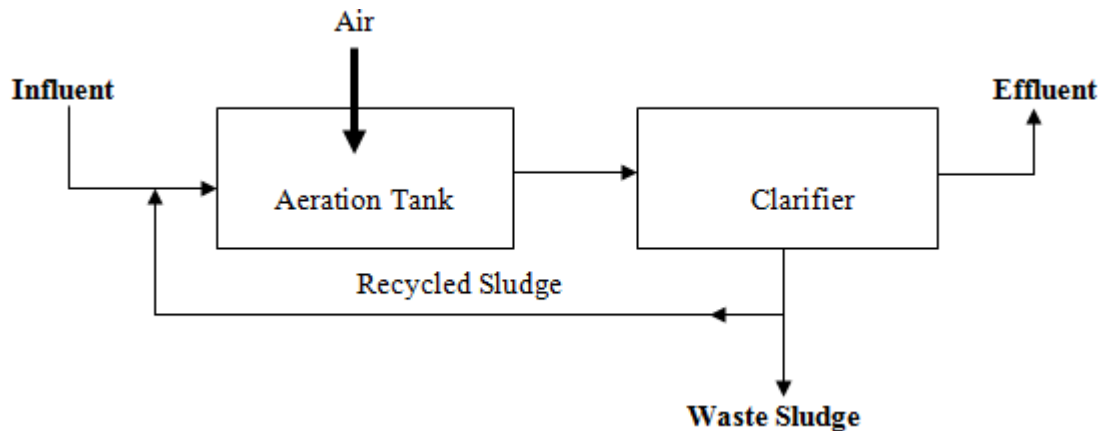 Air
Influent
Effluent
Aeration Tank
Clarifier
Recycled Sludge
Waste Sludge